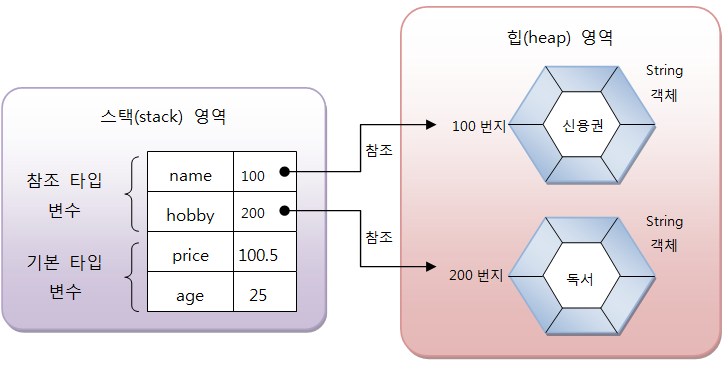 스택(stack) 영역
참조 타입
변수
기본 타입
변수
name 100
hobby 200
price 100.5
age 25
참조
참조
힙(heap) 영역
String
객체
100 번지
신용권
String
객체
200 번지
독서